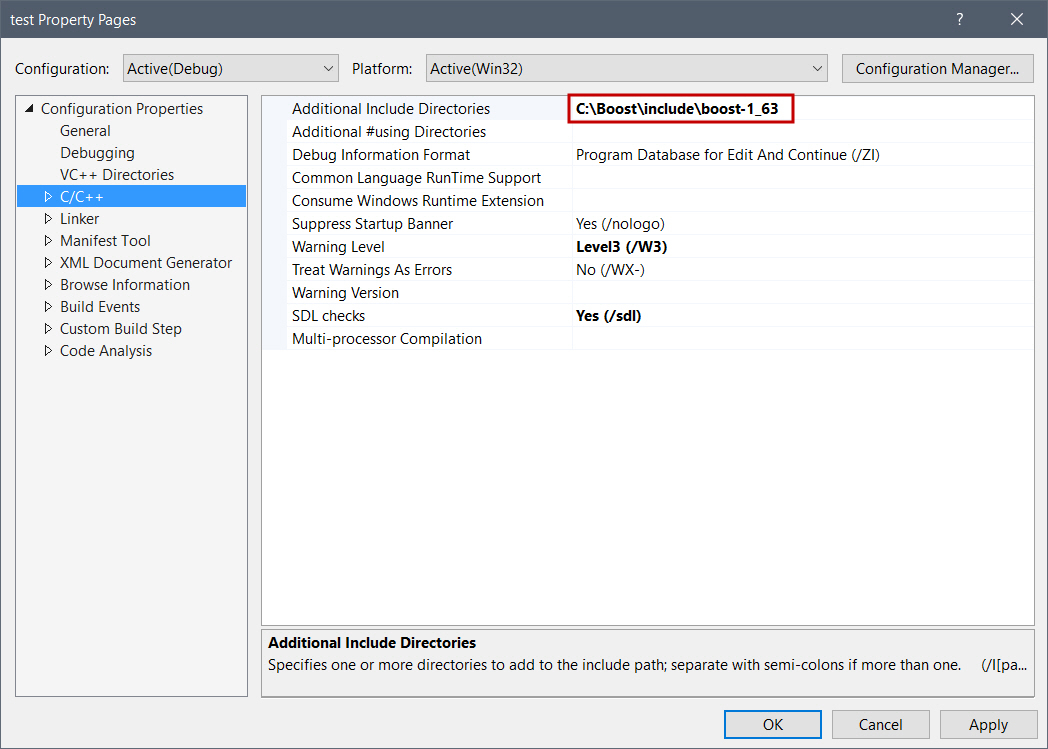 test Property Pages ?
Configuration: Active(Debug) Platform: Active(Win32) Configuration Manager...
Configuration Properties
General
Debugging
VC++ Directories
C/C++
Linker
Manifest Tool
XML Document Generator
Browse Information
Build Events
Custom Build Step
Code Analysis
Additional Include Directories C:\Boost\include\boost-1_63
Additional #using Directories
Debug Information Format Program Database for Edit And Continue (/ZI)
Common Language RunTime Support
Consume Windows Runtime Extension
Suppress Startup Banner Yes (/nologo)
Warning Level Level3 (/W3)
Treat Warnings As Errors No (/WX-)
Warning Version
SDL checks Yes (/sdl)
Multi-processor Compilation
Additional Include Directories
Specifies one or more directories to add to the include path; separate with semi-colons if more than one. (/I[pa...
OK Cancel Apply